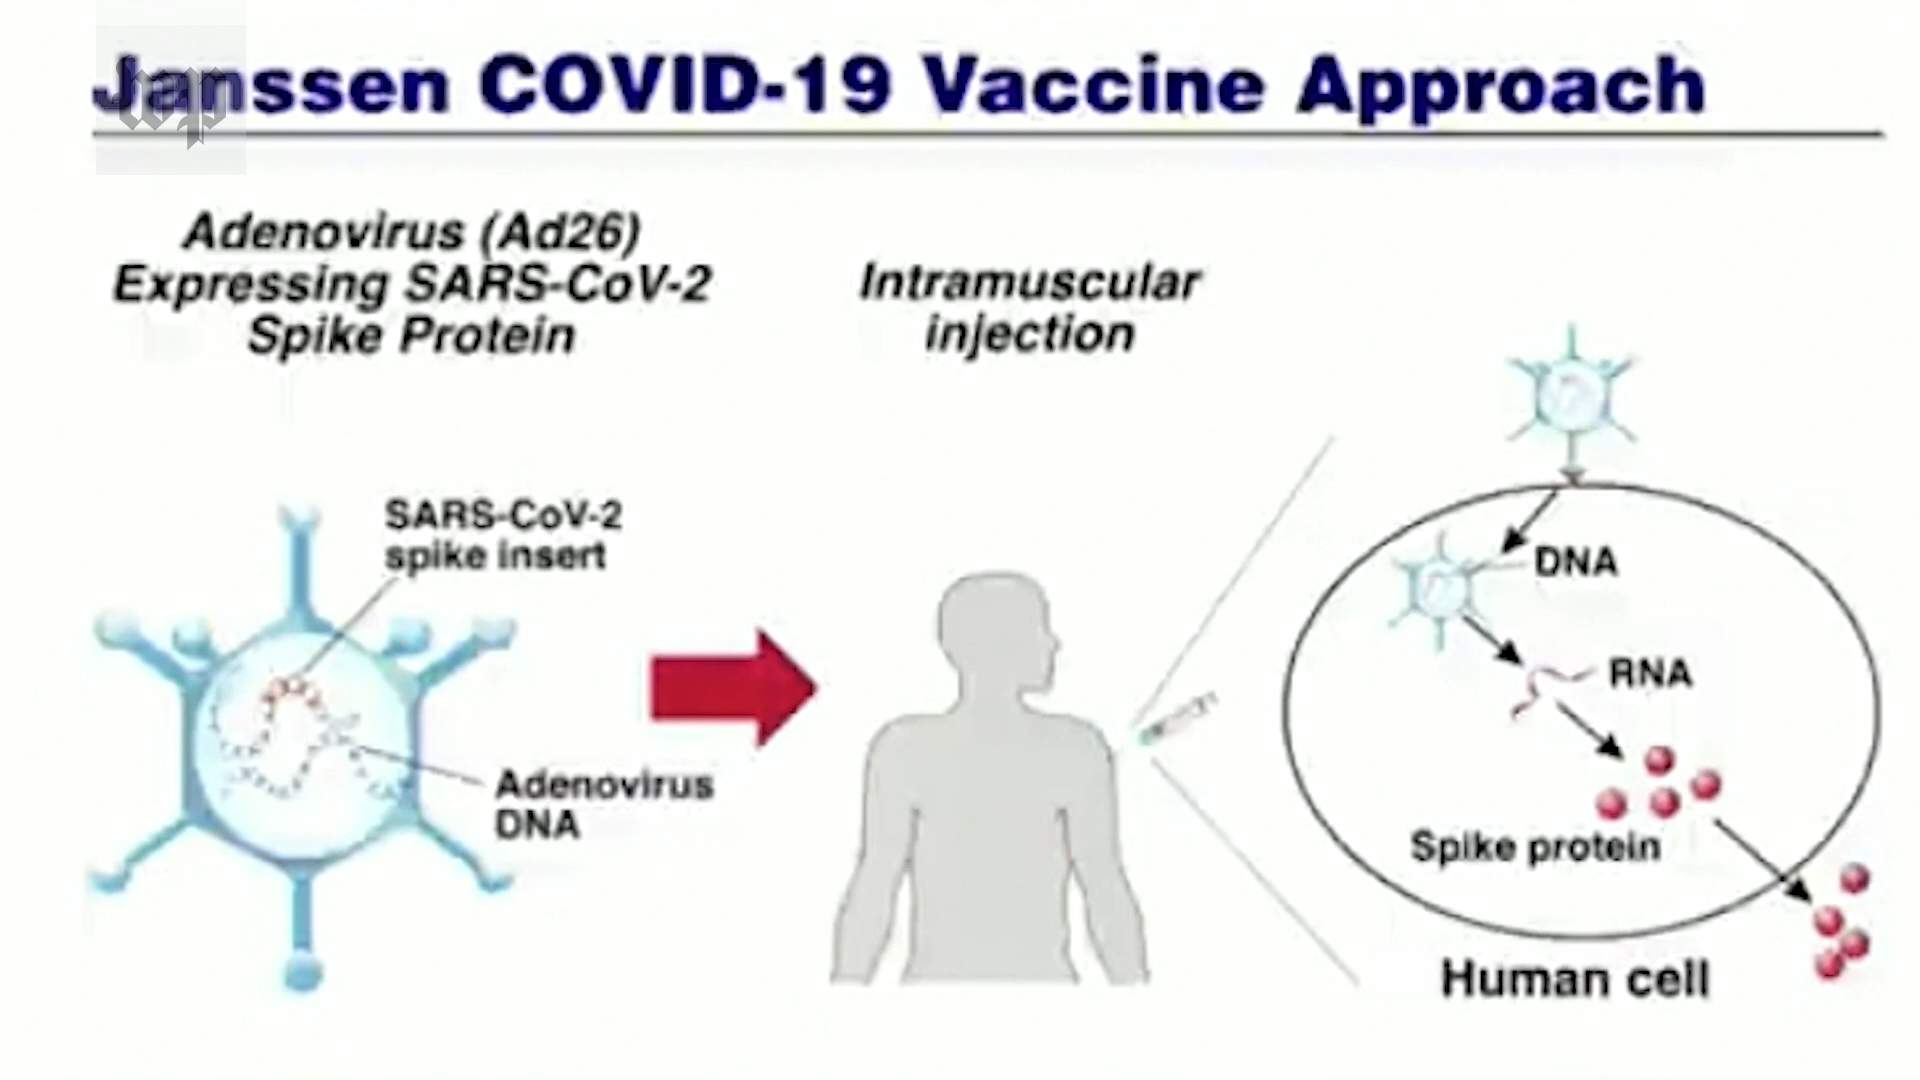 Janssen COVID-19 Vaccine Approach
wp
Adenovirus (Ad26)
Expressing SARS-CoV-2
Spike Protein
Intramuscular
injection
SARS-CoV-2
spike insert
Adenovirus
DNA
DNA
RNA
Spike protein
Human cell